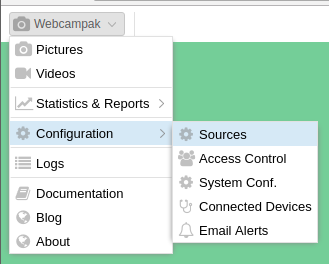 Webcampak
Pictures
Videos
Statistics & Reports
Configuration
Sources
Access Control
System Conf.
Connected Devices
Email Alerts
Logs
Documentation
Blog
About